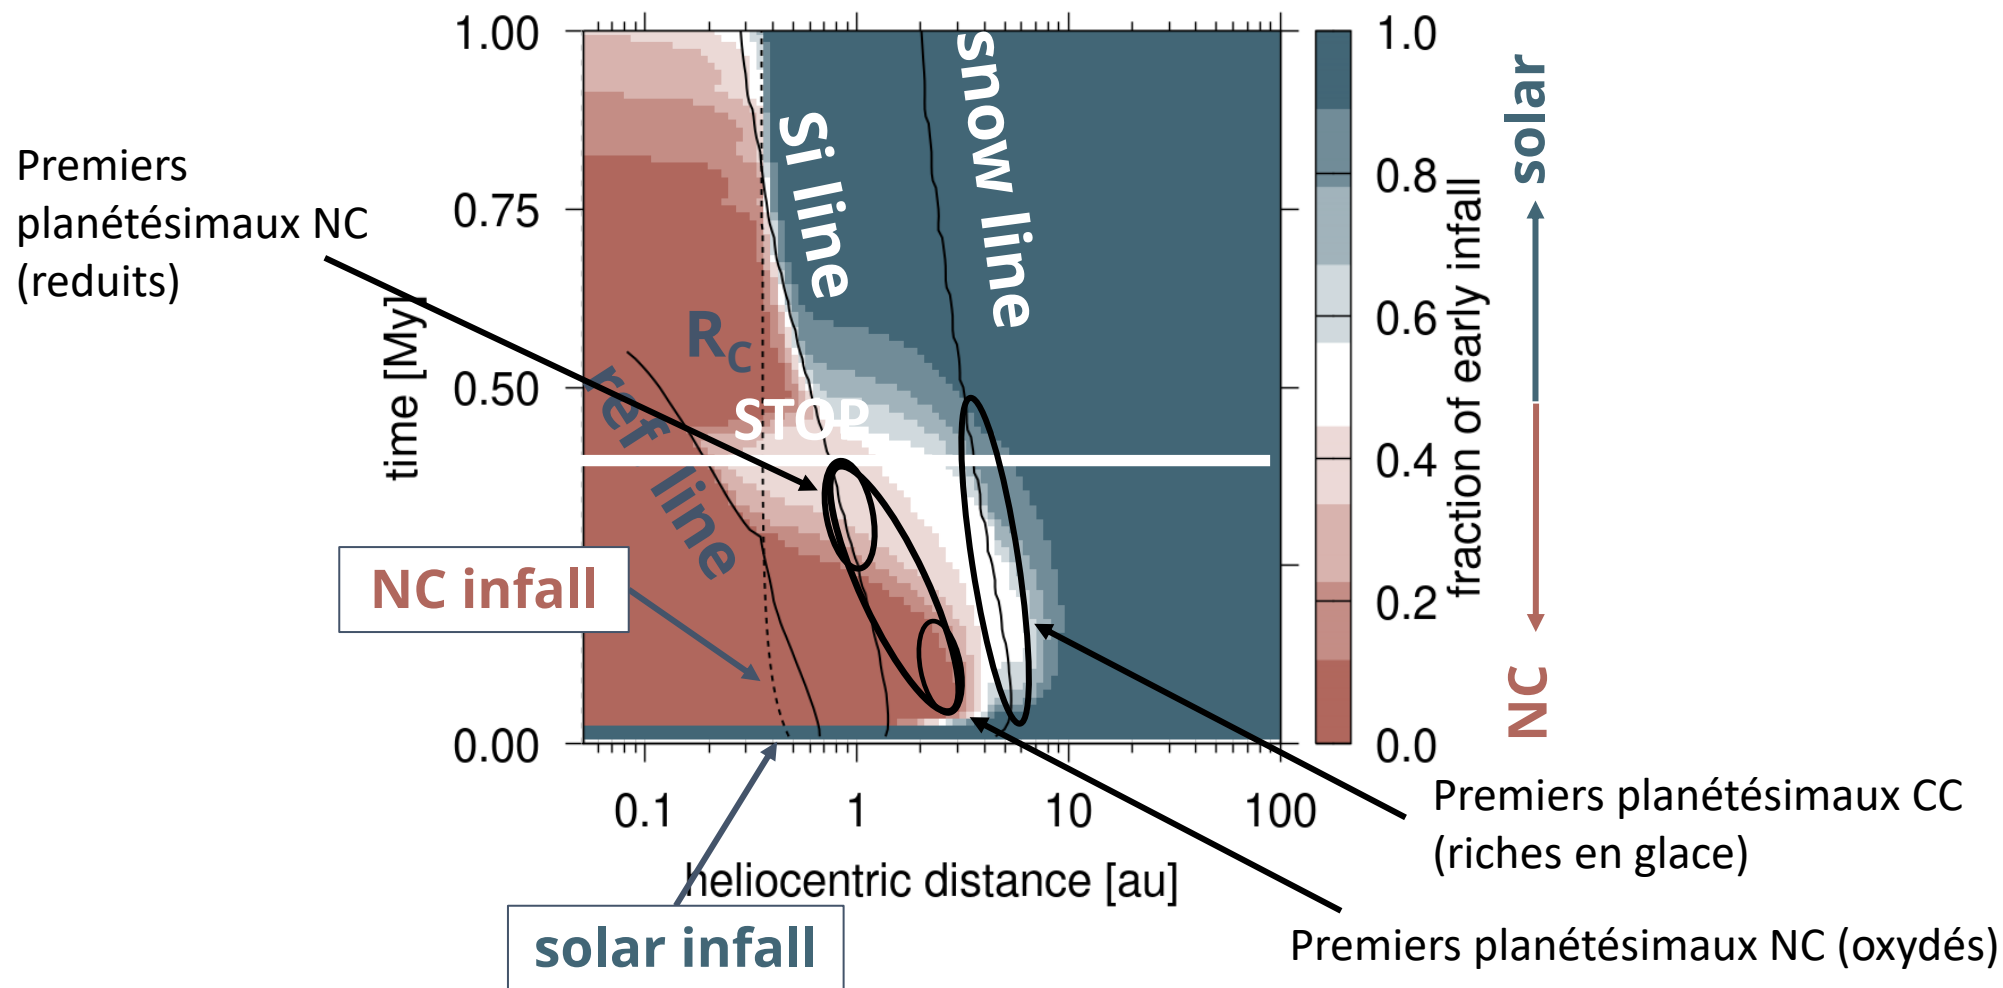 Premiers
planétésimaux NC
(reduits)
time [My]
1.00
0.75
0.50
0.00
0.1
1
10
100
heliocentric distance [au]
Si line
snow line
R_C
ref line
STOP
NC infall
solar infall
1.0
0.8
0.6
0.4
0.2
0.0
fraction of early infall
solar
NC
Premiers planétésimaux CC
(riches en glace)
Premiers planétésimaux NC (oxydés)